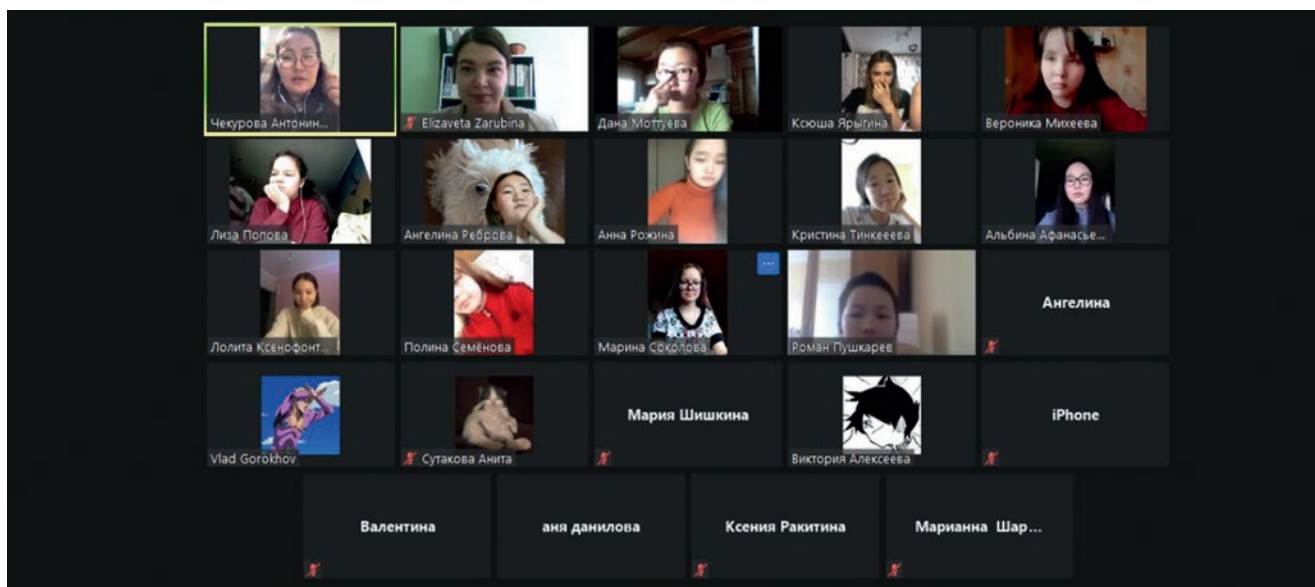 Чекурова Антонин...
Elizaveta Zarubina
Дана Моттуева
Ксюша Ярыгина
Вероника Михеева
Лиза Попова
Ангелина Реброва
Анна Рожина
Кристина Тинкееева
Альбина Афанасье...
Лолита Ксенофонт...
Полина Семёнова
Марина Соколова
Роман Пушкарев
Ангелина
Vlad Gorokhov
Сутакова Анита
Мария Шишкина
Виктория Алексеева
iPhone
Валентина
аня данилова
Ксения Ракитина
Марианна Шар...